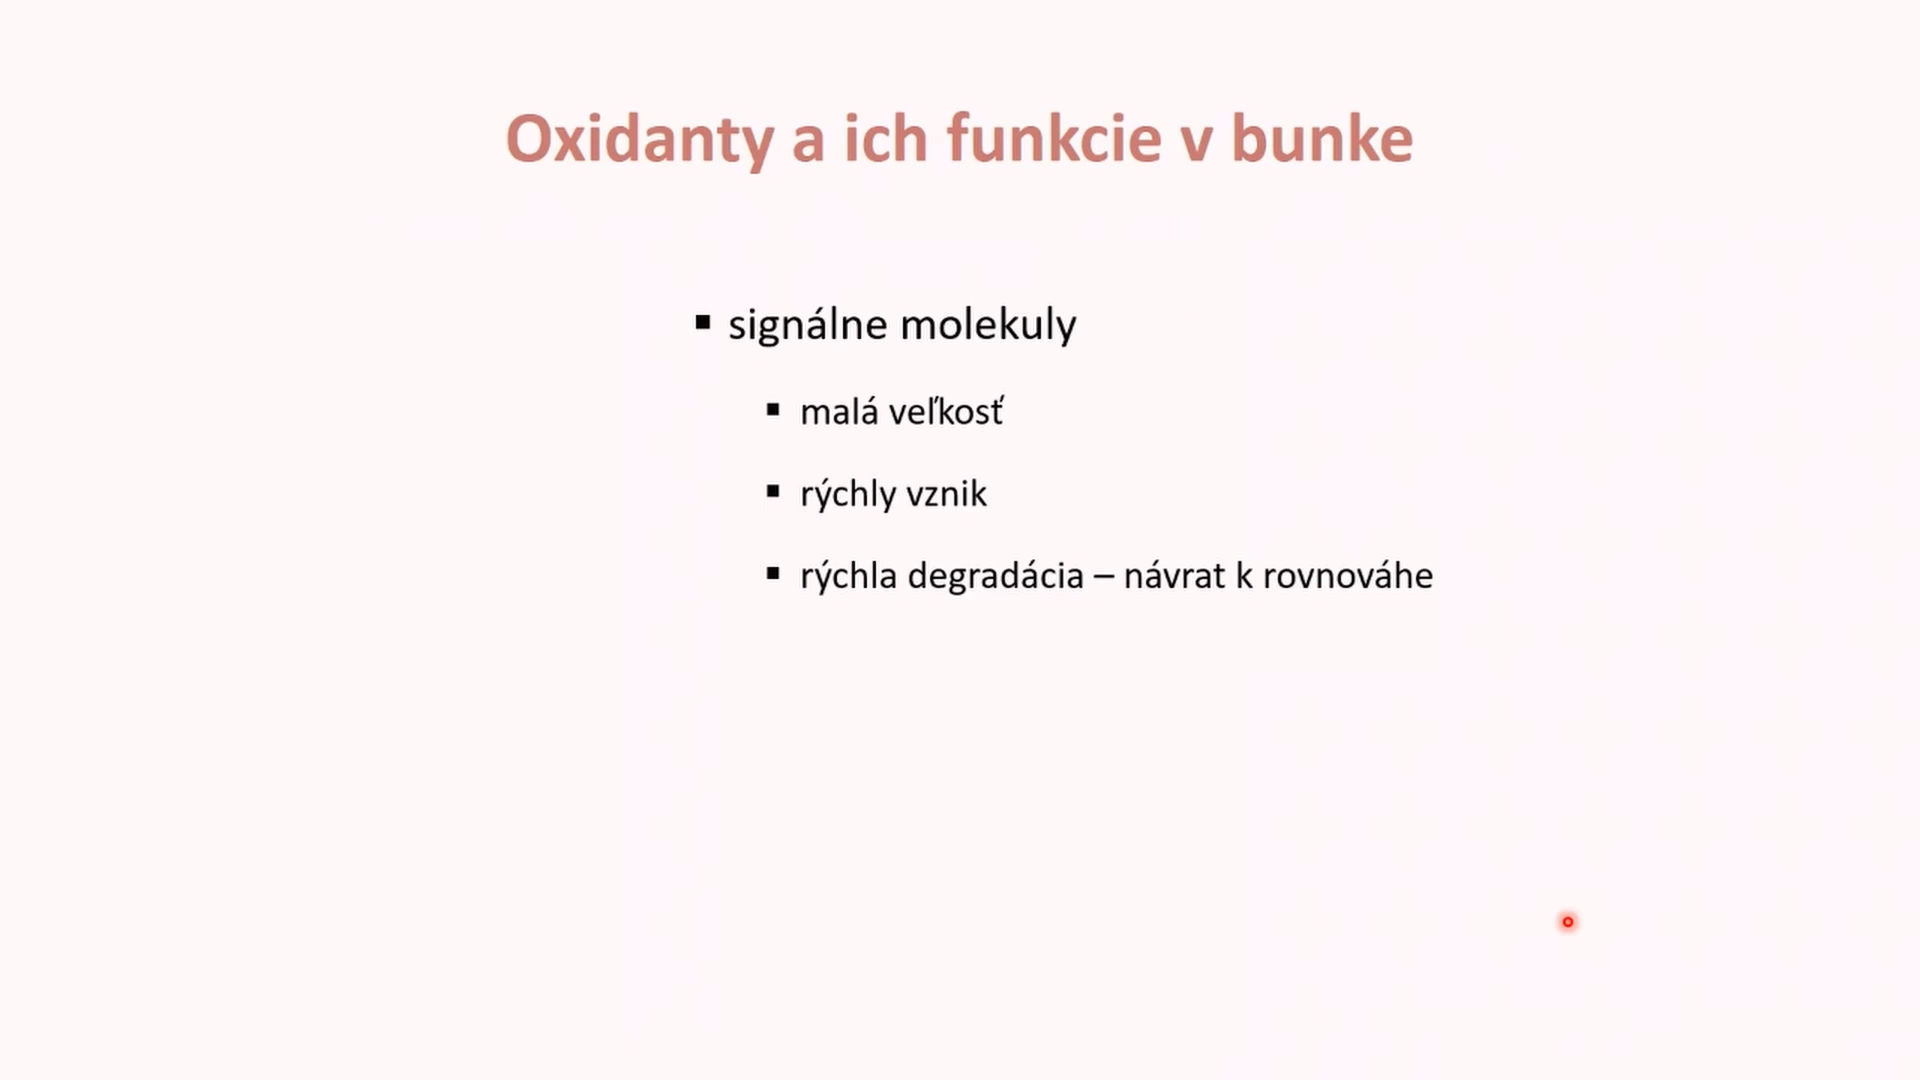 Oxidanty a ich funkcie v bunke
▪ signálne molekuly
▪ malá veľkosť
▪ rýchly vznik
▪ rýchla degradácia – návrat k rovnováhe